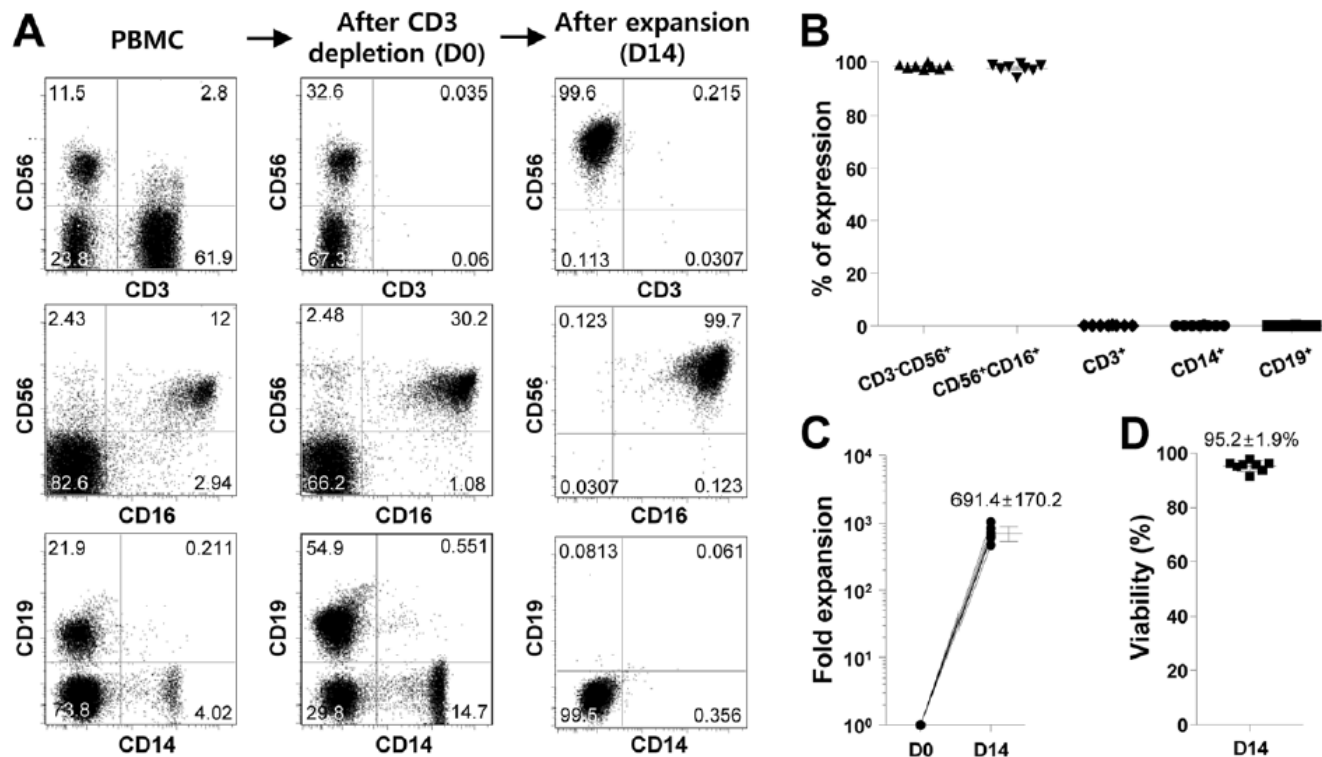 A
PBMC
After CD3
depletion (D0)
After expansion
(D14)
11.5 2.8
23.8 61.9
CD56
CD3
32.6 0.035
67.3 0.06
CD56
CD3
99.6 0.215
0.113 0.0307
CD56
CD3
2.43 12
82.6 2.94
CD56
CD16
2.48 30.2
66.2 1.08
CD56
CD16
0.123 99.7
0.0307 0.123
CD56
CD16
21.9 0.211
73.8 4.02
CD19
CD14
54.9 0.551
29.8 14.7
CD19
CD14
0.0813 0.061
99.5 0.356
CD19
CD14
B
% of expression
100
80
60
40
20
0
CD3⁻CD56⁺
CD56⁺CD16⁺
CD3⁺
CD14⁺
CD19⁺
C
Fold expansion
10⁴
10³
10²
10¹
10⁰
691.4±170.2
D0 D14
D
95.2±1.9%
Viability (%)
100
80
60
40
20
0
D14